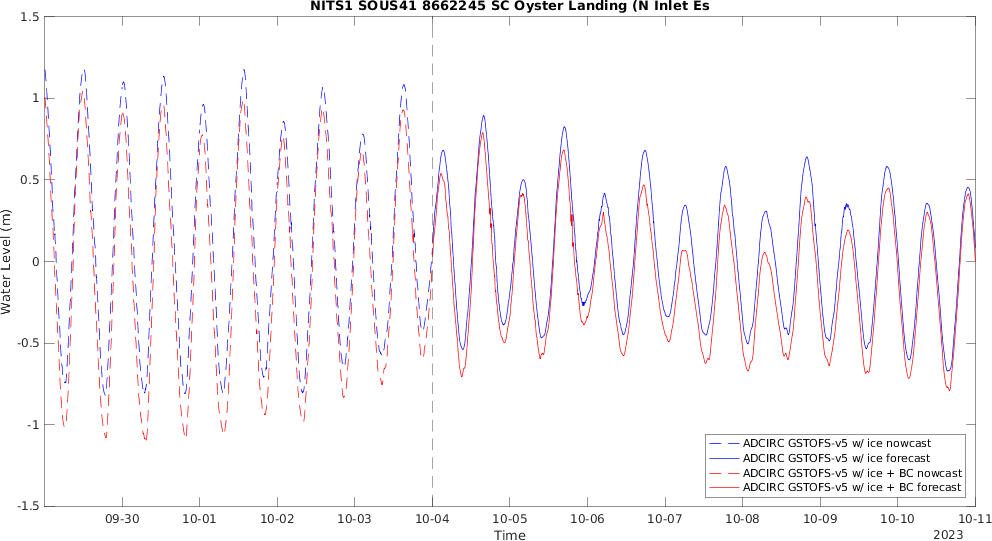 NITS1 SOUS41 8662245 SC Oyster Landing (N Inlet Es
1.5
1
0.5
0
-0.5
-1
-1.5
Water Level (m)
09-30 10-01 10-02 10-03 10-04 10-05 10-06 10-07 10-08 10-09 10-10 10-11
Time
2023
ADCIRC GSTOFS-v5 w/ ice nowcast
ADCIRC GSTOFS-v5 w/ ice forecast
ADCIRC GSTOFS-v5 w/ ice + BC nowcast
ADCIRC GSTOFS-v5 w/ ice + BC forecast